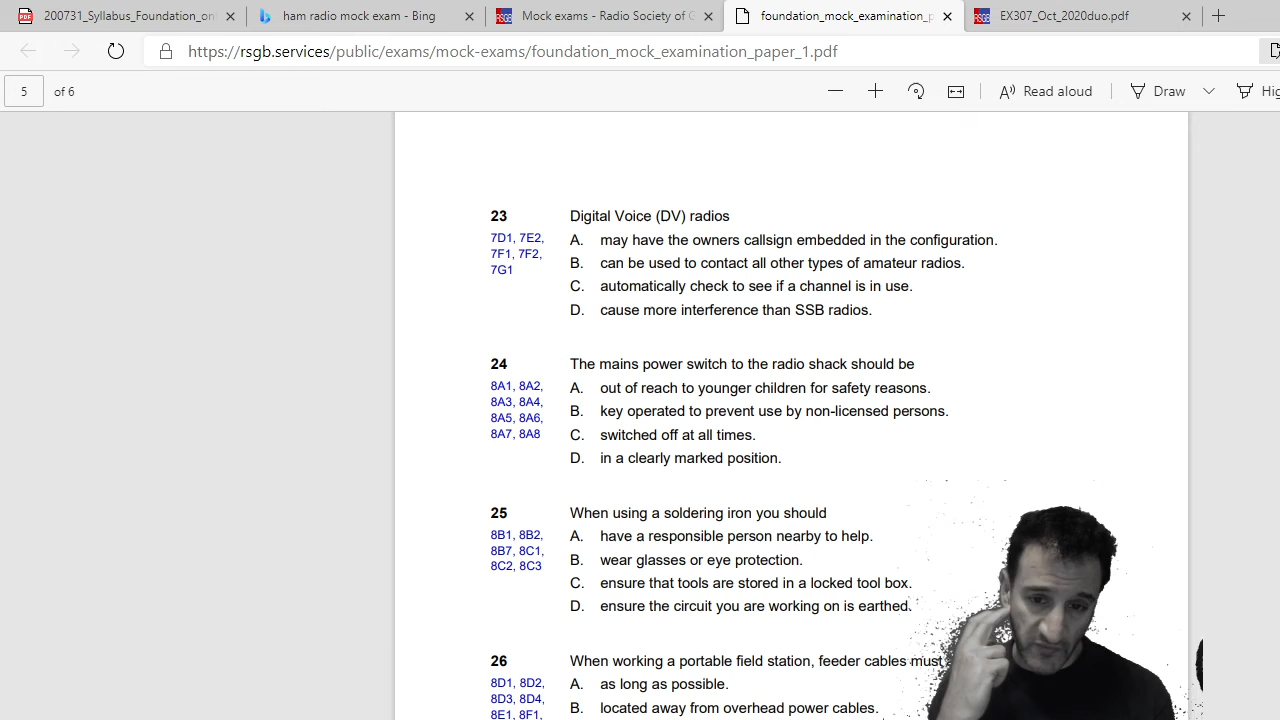 200731_Syllabus_Foundation_on
Ham radio mock exam - Bing
Mock exams - Radio Society of G
foundation_mock_examination_p
EX307_Oct_2020duo.pdf
https://rsgb.services/public/exams/mock-exams/foundation_mock_examination_paper_1.pdf
5 of 6
Read aloud
Draw
Hig
23 Digital Voice (DV) radios
7D1, 7E2, A. may have the owners callsign embedded in the configuration.
7F1, 7F2, B. can be used to contact all other types of amateur radios.
7G1
C. automatically check to see if a channel is in use.
D. cause more interference than SSB radios.
24 The mains power switch to the radio shack should be
8A1, 8A2, A. out of reach to younger children for safety reasons.
8A3, 8A4, B. key operated to prevent use by non-licensed persons.
8A5, 8A6,
8A7, 8A8 C. switched off at all times.
D. in a clearly marked position.
25 When using a soldering iron you should
8B1, 8B2, A. have a responsible person nearby to help.
8B7, 8C1, B. wear glasses or eye protection.
8C2, 8C3
C. ensure that tools are stored in a locked tool box.
D. ensure the circuit you are working on is earthed.
26 When working a portable field station, feeder cables must
8D1, 8D2, A. as long as possible.
8D3, 8D4, B. located away from overhead power cables.
8E1, 8F1,